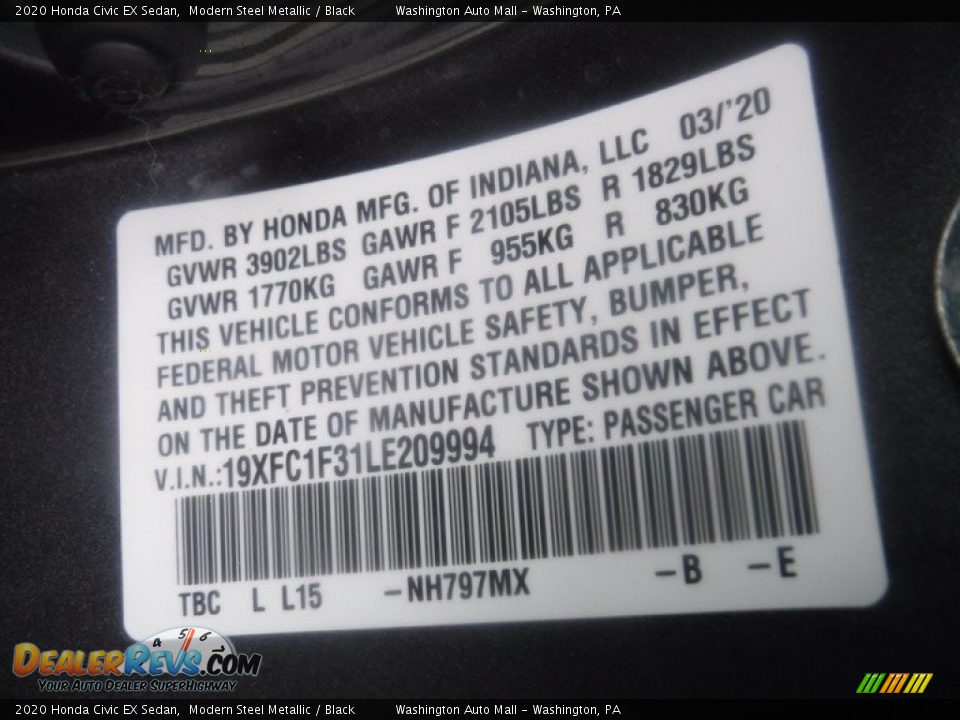 2020 Honda Civic EX Sedan, Modern Steel Metallic / Black Washington Auto Mall - Washington, PA
MFD. BY HONDA MFG. OF INDIANA, LLC 03/'20
GVWR 3902LBS GAWR F 2105LBS R 1829LBS
GVWR 1770KG GAWR F 955KG R 830KG
THIS VEHICLE CONFORMS TO ALL APPLICABLE
FEDERAL MOTOR VEHICLE SAFETY, BUMPER,
AND THEFT PREVENTION STANDARDS IN EFFECT
ON THE DATE OF MANUFACTURE SHOWN ABOVE.
V.I.N.:19XFC1F31LE209994 TYPE: PASSENGER CAR
TBC L L15 -NH797MX -B -E
4 5 6
DEALERREVS.COM
YOUR AUTO DEALER SUPERHIGHWAY
2020 Honda Civic EX Sedan, Modern Steel Metallic / Black Washington Auto Mall - Washington, PA